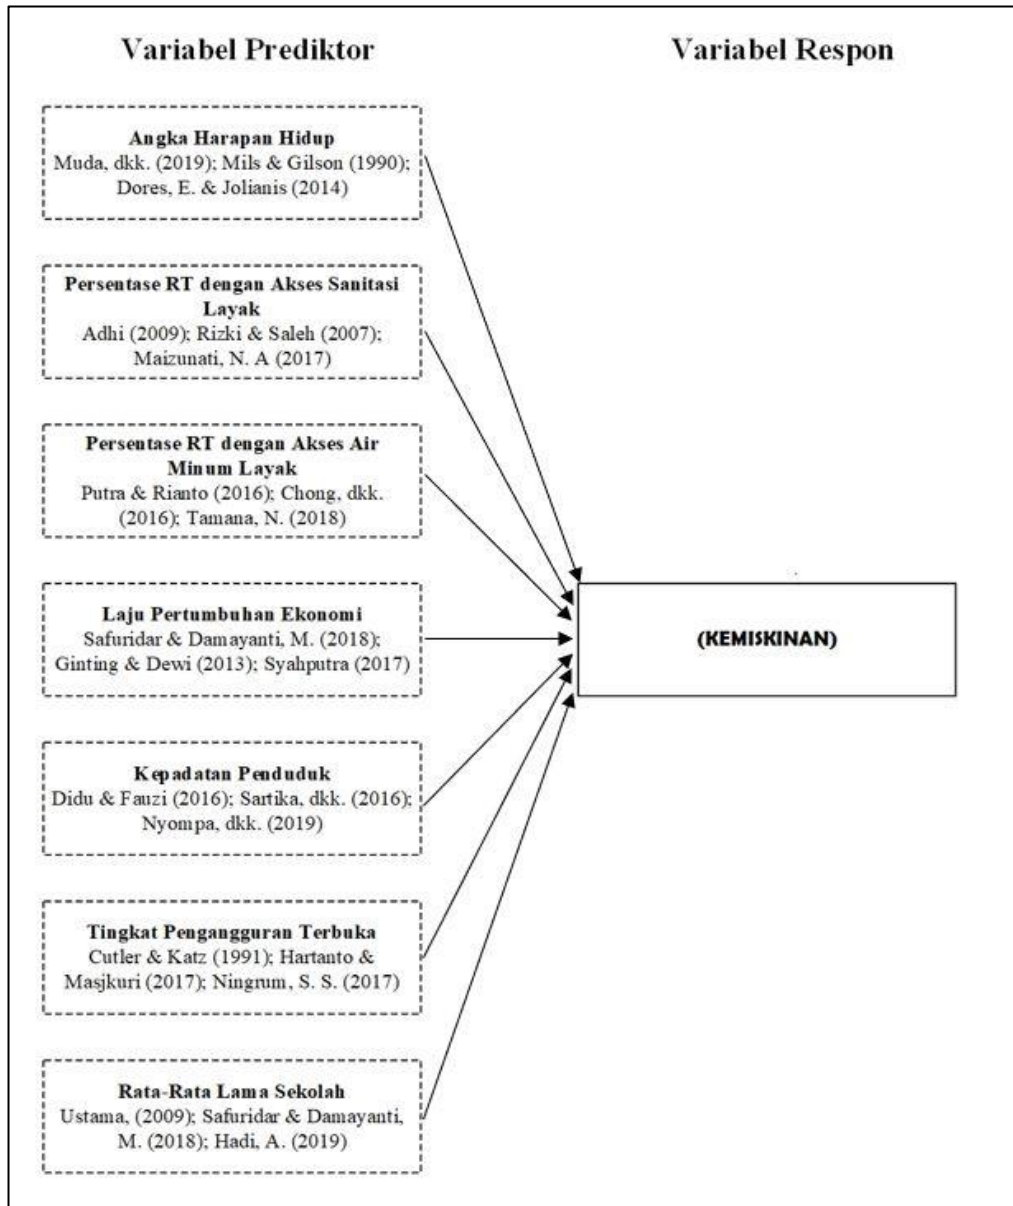 Variabel Prediktor
Variabel Respon
Angka Harapan Hidup
Muda, dkk. (2019); Mils & Gilson (1990);
Dores, E. & Jolianis (2014)
Persentase RT dengan Akses Sanitasi
Layak
Adhi (2009); Rizki & Saleh (2007);
Maizunati, N. A (2017)
Persentase RT dengan Akses Air
Minum Layak
Putra & Rianto (2016); Chong, dkk.
(2016); Tamana, N. (2018)
Laju Pertumbuhan Ekonomi
Safuridar & Damayanti, M. (2018);
Ginting & Dewi (2013); Syahputra (2017)
Kepadatan Penduduk
Didu & Fauzi (2016); Sartika, dkk. (2016);
Nyompa, dkk. (2019)
Tingkat Pengangguran Terbuka
Cutler & Katz (1991); Hartanto &
Masjkuri (2017); Ningrum, S. S. (2017)
Rata-Rata Lama Sekolah
Ustama, (2009); Safuridar & Damayanti,
M. (2018); Hadi, A. (2019)
(KEMISKINAN)